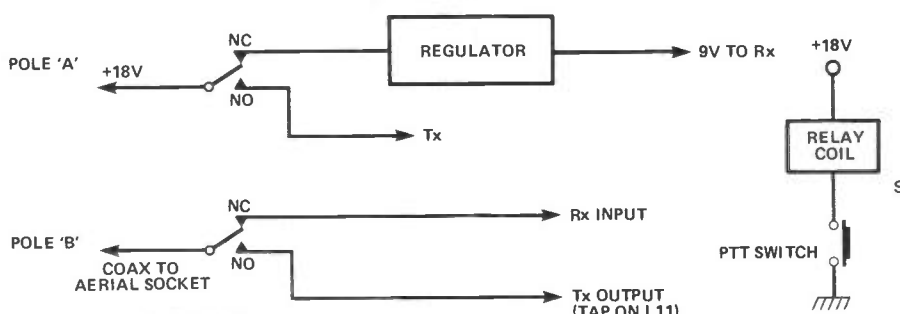 NC
REGULATOR
9V TO Rx
+18V
POLE 'A'
+18V
NO
Tx
RELAY
COIL
NC
Rx INPUT
POLE 'B'
COAX TO
AERIAL SOCKET
NO
PTT SWITCH
Tx OUTPUT
(TAP ON L11)
S